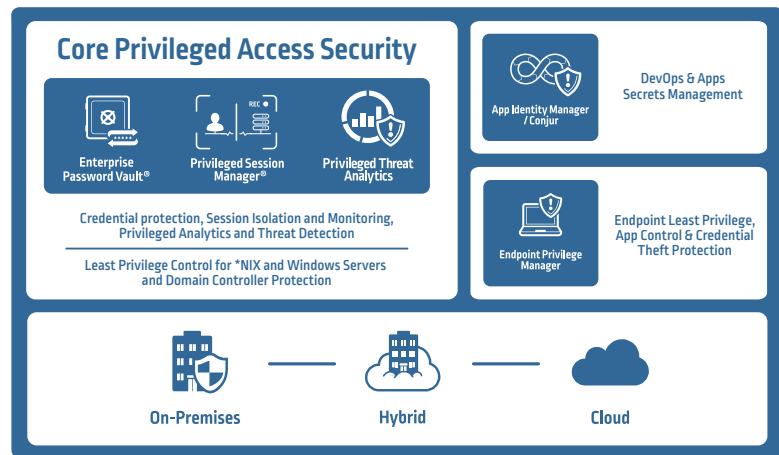 Core Privileged Access Security
REC
Enterprise
Password Vault®
Privileged Session
Manager®
Privileged Threat
Analytics
Credential protection, Session Isolation and Monitoring,
Privileged Analytics and Threat Detection
Least Privilege Control for *NIX and Windows Servers
and Domain Controller Protection
App Identity Manager
/ Conjur
DevOps & Apps
Secrets Management
Endpoint Privilege
Manager
Endpoint Least Privilege,
App Control & Credential
Theft Protection
On-Premises
Hybrid
Cloud